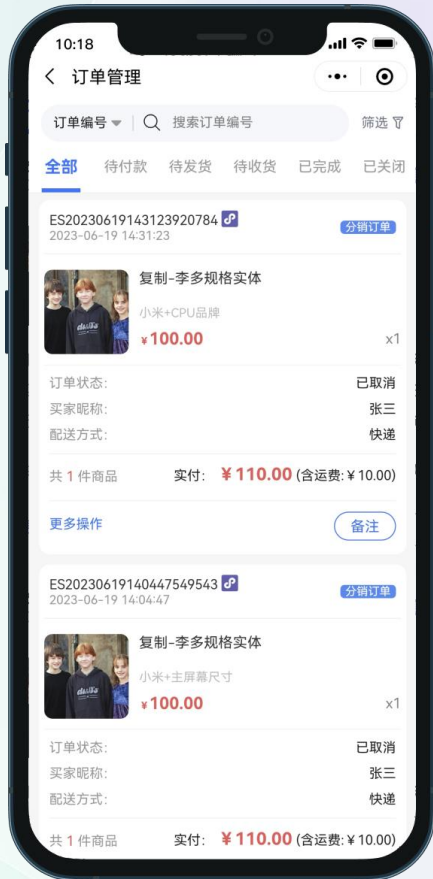 10:18
订单管理
订单编号 搜索订单编号 筛选
全部 待付款 待发货 待收货 已完成 已关闭
ES20230619143123920784 分销订单
2023-06-19 14:31:23
复制-李多规格实体
小米+CPU品牌
¥100.00 x1
订单状态: 已取消
买家昵称: 张三
配送方式: 快递
共 1 件商品 实付: ¥110.00 (含运费:¥10.00)
更多操作 备注
ES20230619140447549543 分销订单
2023-06-19 14:04:47
复制-李多规格实体
小米+主屏幕尺寸
¥100.00 x1
订单状态: 已取消
买家昵称: 张三
配送方式: 快递
共 1 件商品 实付: ¥110.00 (含运费:¥10.00)